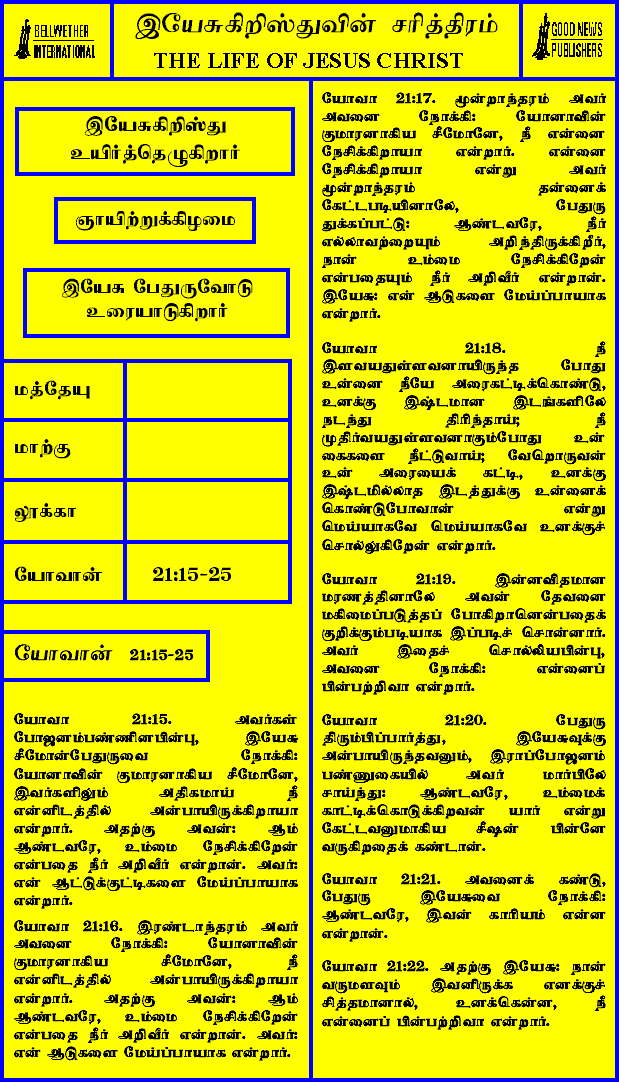 BELLWETHER
INTERNATIONAL
இயேசுகிறிஸ்துவின் சரித்திரம்
THE LIFE OF JESUS CHRIST
GOOD NEWS
PUBLISHERS
இயேசுகிறிஸ்து
உயிர்த்தெழுகிறார்
ஞாயிற்றுக்கிழமை
இயேசு பேதுருவோடு
உரையாடுகிறார்
மத்தேயு
மாற்கு
லூக்கா
யோவான் 21:15-25
யோவான் 21:15-25
யோவா 21:15. அவர்கள்
போஜனம்பண்ணினபின்பு, இயேசு
சீமோன்பேதுருவை நோக்கி:
யோனாவின் குமாரனாகிய சீமோனே,
இவர்களிலும் அதிகமாய் நீ
என்னிடத்தில் அன்பாயிருக்கிறாயா
என்றார். அதற்கு அவன்: ஆம்
ஆண்டவரே, உம்மை நேசிக்கிறேன்
என்பதை நீர் அறிவீர் என்றான். அவர்:
என் ஆட்டுக்குட்டிகளை மேய்ப்பாயாக
என்றார்.
யோவா 21:16. இரண்டாந்தரம் அவர்
அவனை நோக்கி: யோனாவின்
குமாரனாகிய சீமோனே, நீ
என்னிடத்தில் அன்பாயிருக்கிறாயா
என்றார். அதற்கு அவன்: ஆம்
ஆண்டவரே, உம்மை நேசிக்கிறேன்
என்பதை நீர் அறிவீர் என்றான். அவர்:
என் ஆடுகளை மேய்ப்பாயாக என்றார்.
யோவா 21:17. மூன்றாந்தரம் அவர்
அவனை நோக்கி: யோனாவின்
குமாரனாகிய சீமோனே, நீ என்னை
நேசிக்கிறாயா என்றார். என்னை
நேசிக்கிறாயா என்று அவர்
மூன்றாந்தரம் தன்னைக்
கேட்டபடியினாலே, பேதுரு
துக்கப்பட்டு: ஆண்டவரே, நீர்
எல்லாவற்றையும் அறிந்திருக்கிறீர்,
நான் உம்மை நேசிக்கிறேன்
என்பதையும் நீர் அறிவீர் என்றான்.
இயேசு: என் ஆடுகளை மேய்ப்பாயாக
என்றார்.
யோவா 21:18. நீ
இளவயதுள்ளவனாயிருந்த போது
உன்னை நீயே அரைகட்டிக்கொண்டு,
உனக்கு இஷ்டமான இடங்களிலே
நடந்து திரிந்தாய்; நீ
முதிர்வயதுள்ளவனாகும்போது உன்
கைகளை நீட்டுவாய்; வேறொருவன்
உன் அரையைக் கட்டி, உனக்கு
இஷ்டமில்லாத இடத்துக்கு உன்னைக்
கொண்டுபோவான் என்று
மெய்யாகவே மெய்யாகவே உனக்குச்
சொல்லுகிறேன் என்றார்.
யோவா 21:19. இன்னவிதமான
மரணத்தினாலே அவன் தேவனை
மகிமைப்படுத்தப் போகிறானென்பதைக்
குறிக்கும்படியாக இப்படிச் சொன்னார்.
அவர் இதைச் சொல்லியபின்பு,
அவனை நோக்கி: என்னைப்
பின்பற்றிவா என்றார்.
யோவா 21:20. பேதுரு
திரும்பிப்பார்த்து, இயேசுவுக்கு
அன்பாயிருந்தவனும், இராப்போஜனம்
பண்ணுகையில் அவர் மார்பிலே
சாய்ந்து: ஆண்டவரே, உம்மைக்
காட்டிக்கொடுக்கிறவன் யார் என்று
கேட்டவனுமாகிய சீஷன் பின்னே
வருகிறதைக் கண்டான்.
யோவா 21:21. அவனைக் கண்டு,
பேதுரு இயேசுவை நோக்கி:
ஆண்டவரே, இவன் காரியம் என்ன
என்றான்.
யோவா 21:22. அதற்கு இயேசு: நான்
வருமளவும் இவனிருக்க எனக்குச்
சித்தமானால், உனக்கென்ன, நீ
என்னைப் பின்பற்றிவா என்றார்.